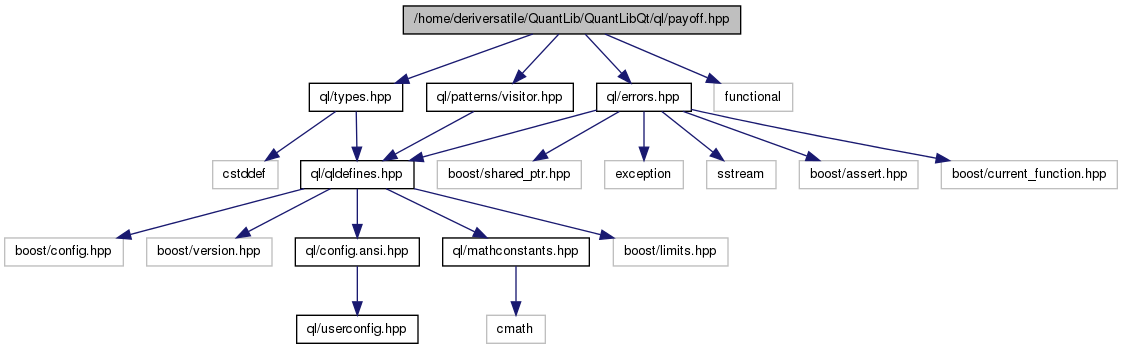 /home/deriversatile/QuantLib/QuantLibQt/ql/payoff.hpp
ql/types.hpp
ql/patterns/visitor.hpp
ql/errors.hpp
functional
cstddef
ql/qldefines.hpp
boost/shared_ptr.hpp
exception
sstream
boost/assert.hpp
boost/current_function.hpp
boost/config.hpp
boost/version.hpp
ql/config.ansi.hpp
ql/mathconstants.hpp
boost/limits.hpp
ql/userconfig.hpp
cmath